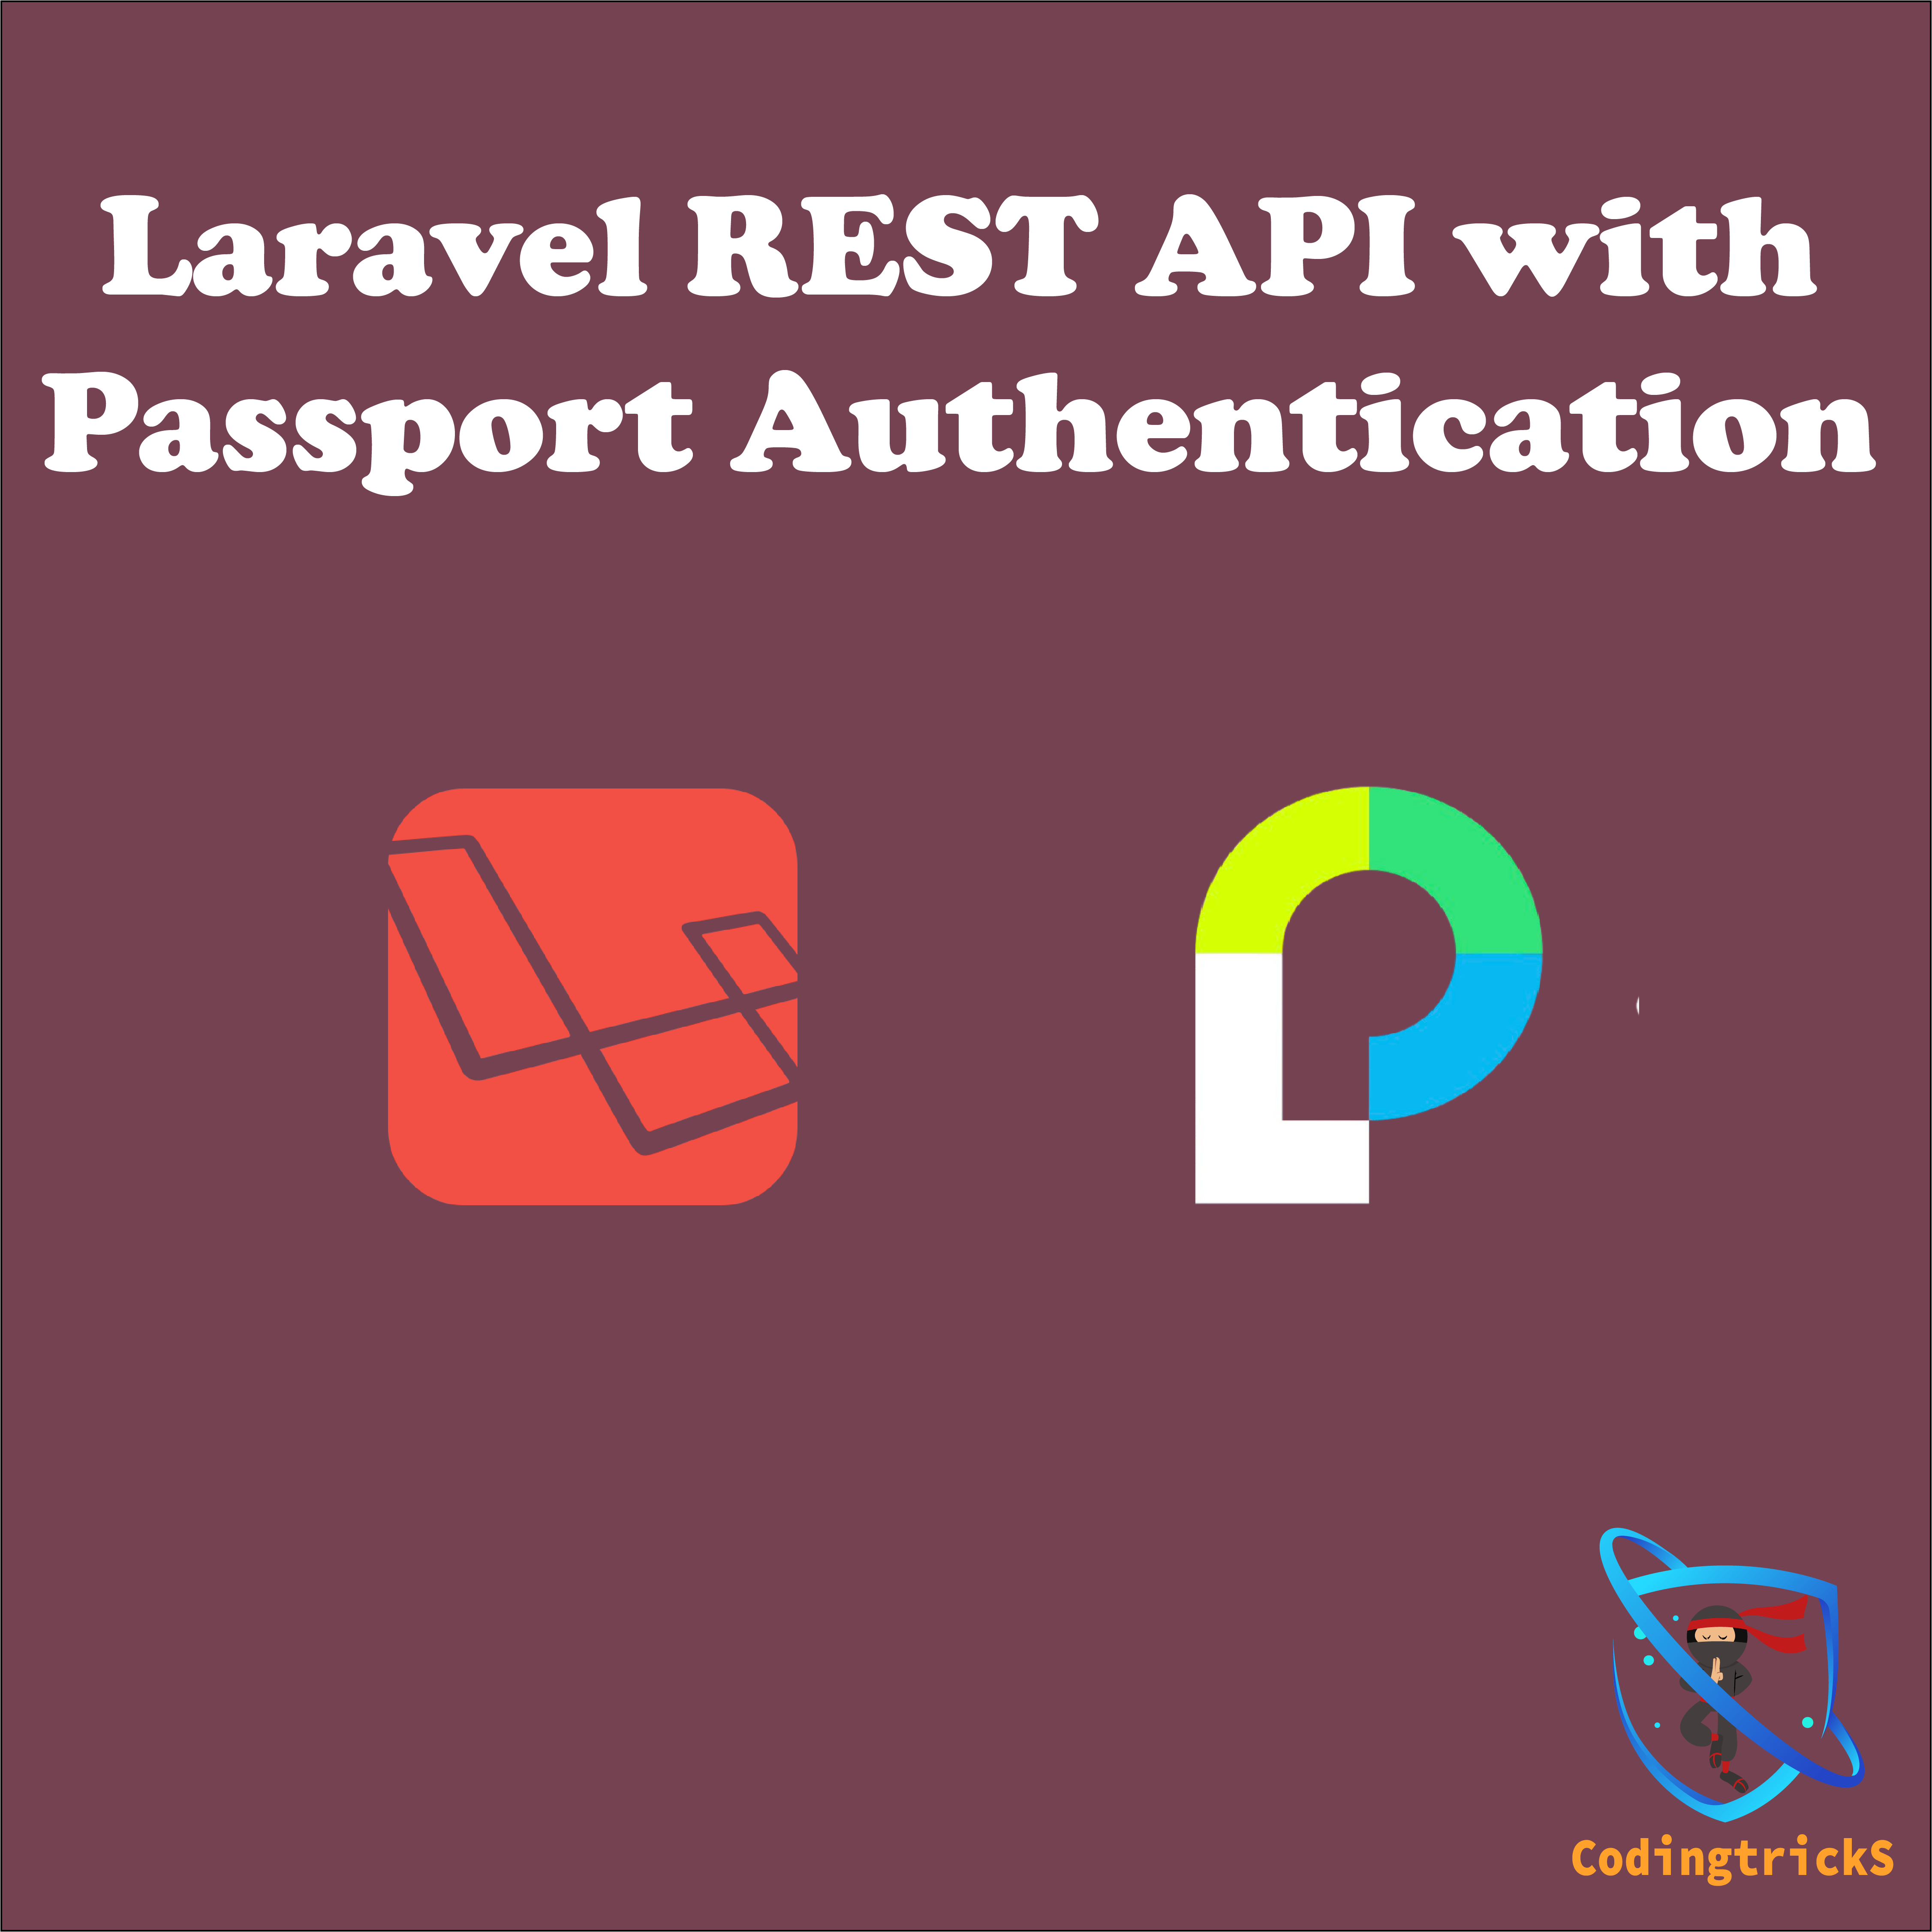 Laravel REST API with
Passport Authentication
CodingtrickS